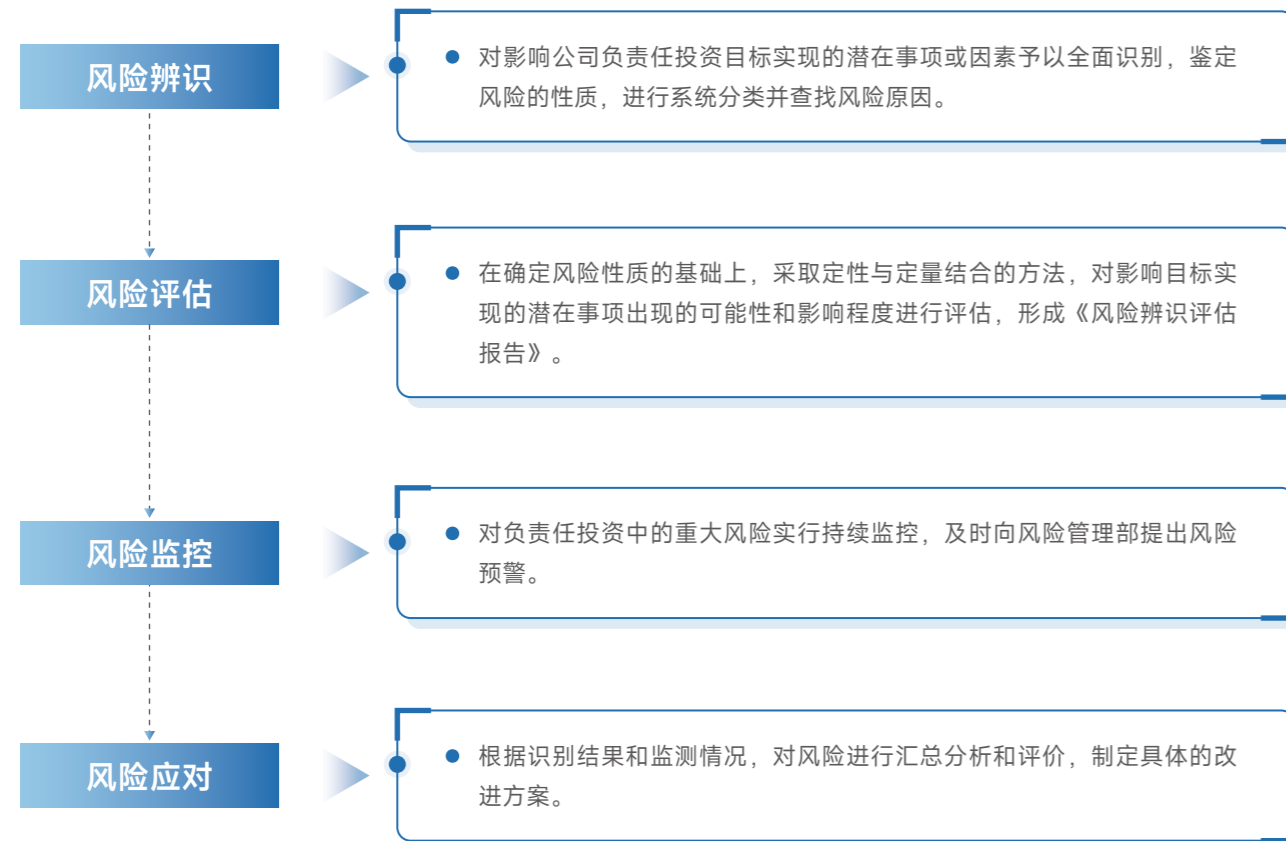 风险辨识
对影响公司负责任投资目标实现的潜在事项或因素予以全面识别，鉴定
风险的性质，进行系统分类并查找风险原因。
风险评估
在确定风险性质的基础上，采取定性与定量结合的方法，对影响目标实
现的潜在事项出现的可能性和影响程度进行评估，形成《风险辨识评估
报告》。
风险监控
对负责任投资中的重大风险实行持续监控，及时向风险管理部提出风险
预警。
风险应对
根据识别结果和监测情况，对风险进行汇总分析和评价，制定具体的改
进方案。